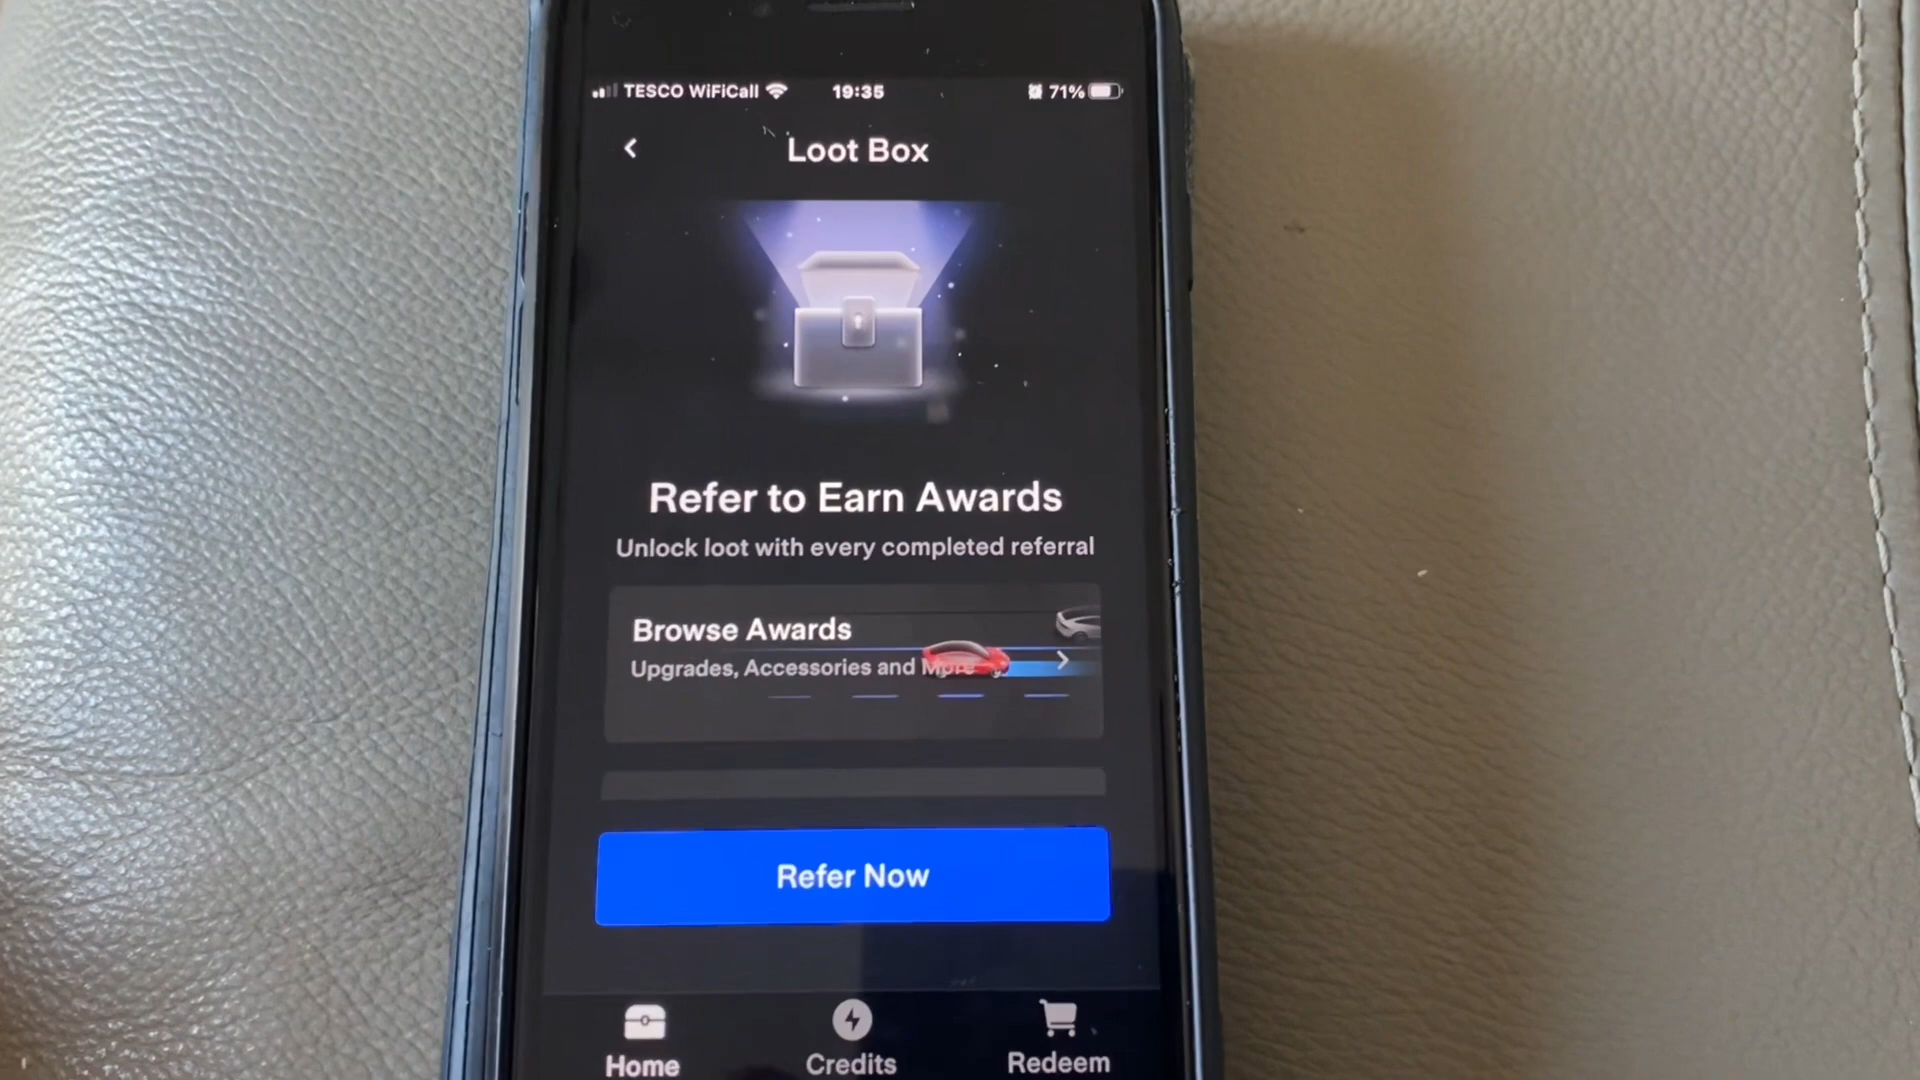 TESCO WiFiCall 19:35 71%
Loot Box
Refer to Earn Awards
Unlock loot with every completed referral
Browse Awards
Upgrades, Accessories and More
Refer Now
Home Credits Redeem